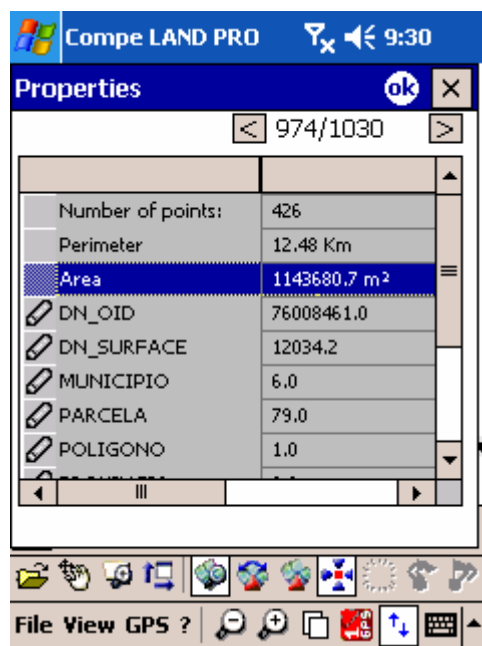 Compe LAND PRO 9:30
Properties ok
< 974/1030 >
Number of points: 426
Perimeter 12.48 Km
Area 1143680.7 m²
DN_OID 76008461.0
DN_SURFACE 12034.2
MUNICIPIO 6.0
PARCELA 79.0
POLIGONO 1.0
File View GPS ?